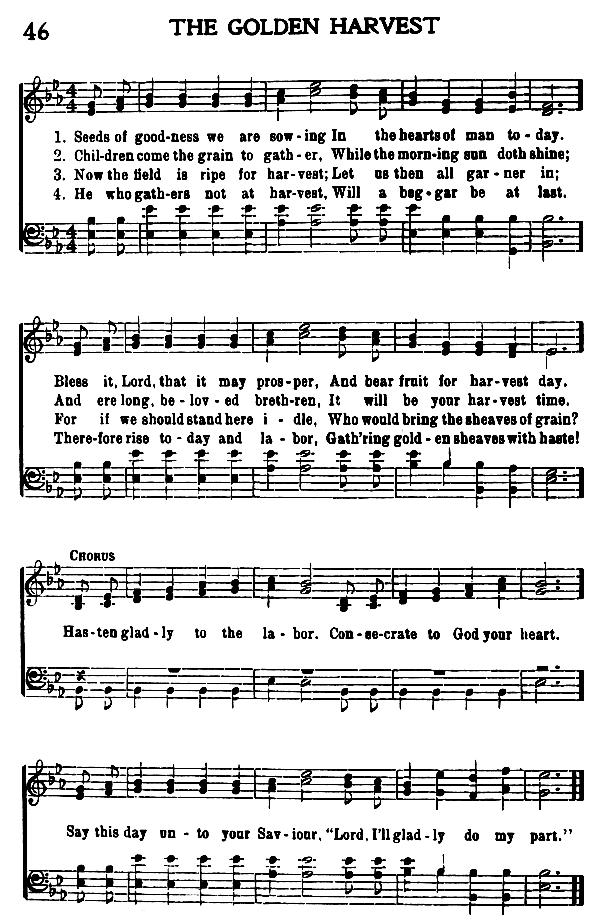 46
THE GOLDEN HARVEST
1. Seeds of good-ness we are sow-ing In the hearts of man to-day.
2. Chil-dren come the grain to gath-er, While the morn-ing sun doth shine;
3. Now the field is ripe for har-vest; Let us then all gar-ner in;
4. He who gath-ers not at har-vest, Will a beg-gar be at last.
Bless it, Lord, that it may pros-per, And bear fruit for har-vest day.
And ere long, be-lov-ed breth-ren, It will be your har-vest time.
For if we should stand here i-dle, Who would bring the sheaves of grain?
There-fore rise to-day and la-bor, Gath'ring gold-en sheaves with haste!
CHORUS
Has-ten glad-ly to the la-bor. Con-se-crate to God your heart.
Say this day un-to your Sav-iour, "Lord, I'll glad-ly do my part."